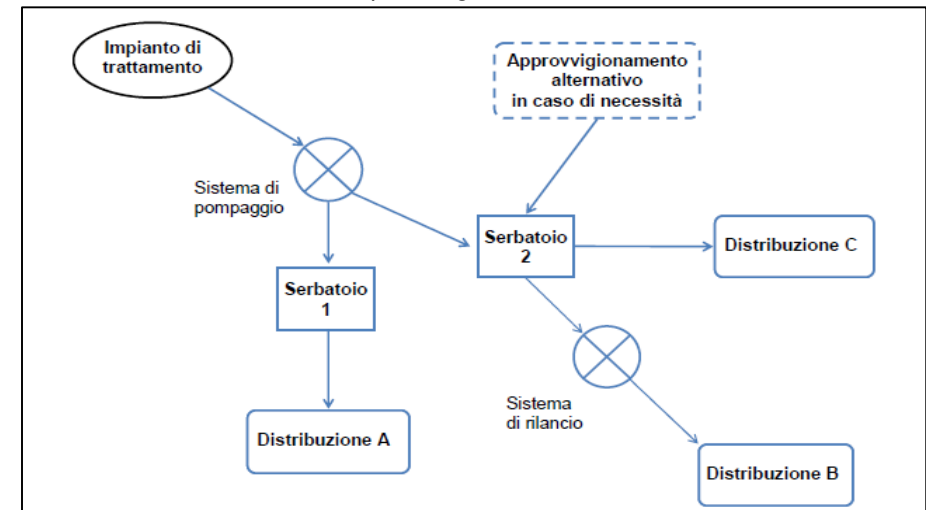 Impianto di
trattamento
Approvvigionamento
alternativo
in caso di necessità
Sistema di
pompaggio
Serbatoio
2
Distribuzione C
Serbatoio
1
Sistema
di rilancio
Distribuzione A
Distribuzione B